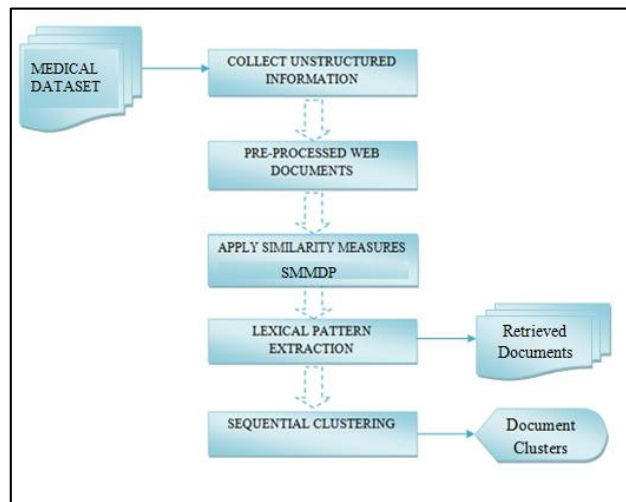 MEDICAL
DATASET
COLLECT UNSTRUCTURED
INFORMATION
PRE-PROCESSED WEB
DOCUMENTS
APPLY SIMILARITY MEASURES
SMMDP
LEXICAL PATTERN
EXTRACTION
Retrieved
Documents
SEQUENTIAL CLUSTERING
Document
Clusters